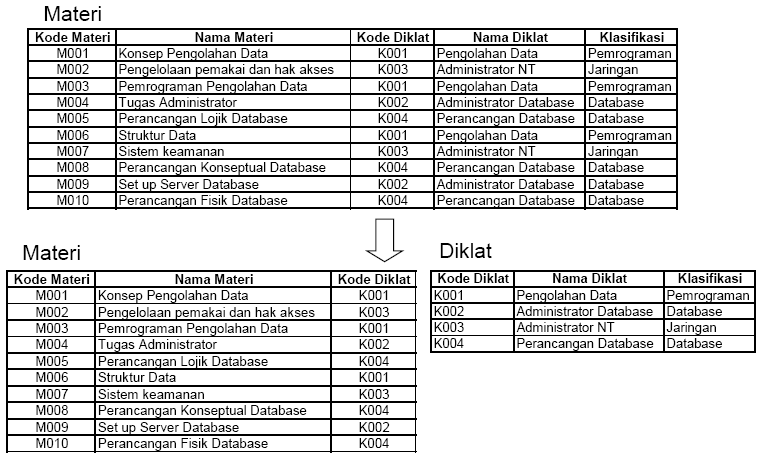 Materi
Kode Materi Nama Materi Kode Diklat Nama Diklat Klasifikasi
M001 Konsep Pengolahan Data K001 Pengolahan Data Pemrograman
M002 Pengelolaan pemakai dan hak akses K003 Administrator NT Jaringan
M003 Pemrograman Pengolahan Data K001 Pengolahan Data Pemrograman
M004 Tugas Administrator K002 Administrator Database Database
M005 Perancangan Lojik Database K004 Perancangan Database Database
M006 Struktur Data K001 Pengolahan Data Pemrograman
M007 Sistem keamanan K003 Administrator NT Jaringan
M008 Perancangan Konseptual Database K004 Perancangan Database Database
M009 Set up Server Database K002 Administrator Database Database
M010 Perancangan Fisik Database K004 Perancangan Database Database
Materi
Kode Materi Nama Materi Kode Diklat
M001 Konsep Pengolahan Data K001
M002 Pengelolaan pemakai dan hak akses K003
M003 Pemrograman Pengolahan Data K001
M004 Tugas Administrator K002
M005 Perancangan Lojik Database K004
M006 Struktur Data K001
M007 Sistem keamanan K003
M008 Perancangan Konseptual Database K004
M009 Set up Server Database K002
M010 Perancangan Fisik Database K004
Diklat
Kode Diklat Nama Diklat Klasifikasi
K001 Pengolahan Data Pemrograman
K002 Administrator Database Database
K003 Administrator NT Jaringan
K004 Perancangan Database Database